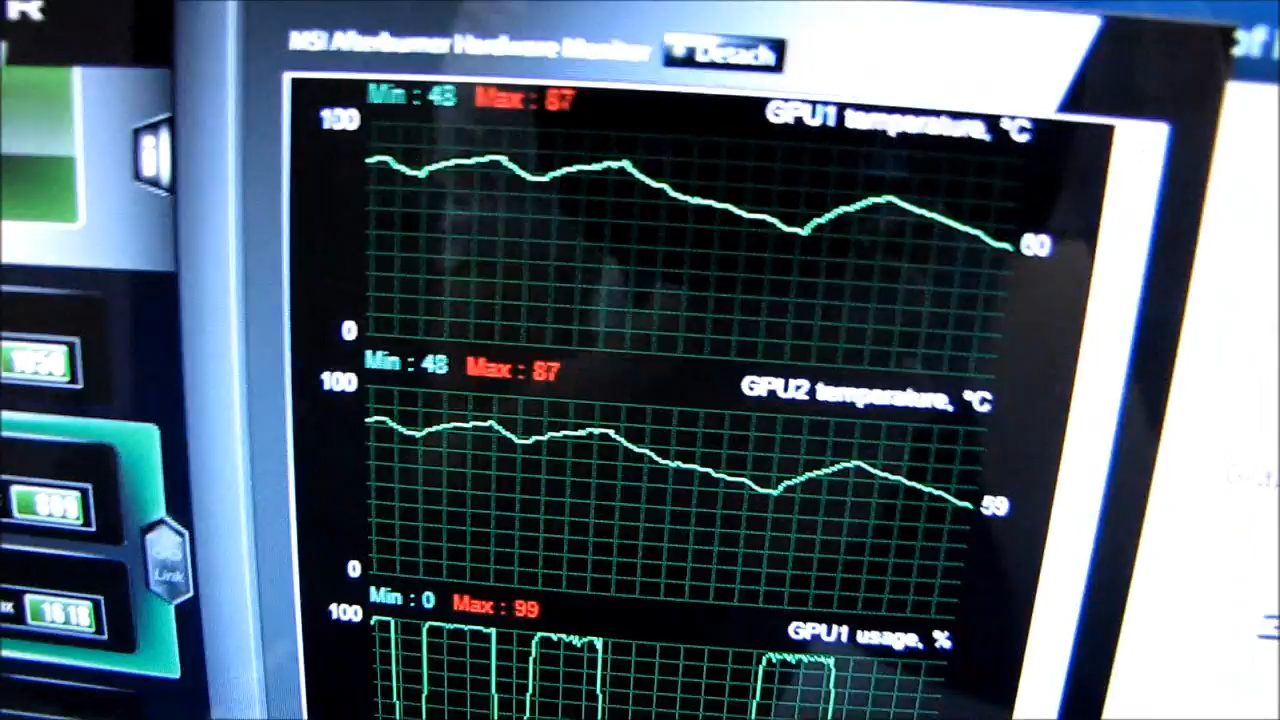 R
MSI Afterburner Hardware Monitor Detach
Min : 48 Max : 87 GPU1 temperature, °C
100
60
0
Min : 48 Max : 87 GPU2 temperature, °C
100
59
0
Min : 0 Max : 99 GPU1 usage, %
100
i
Link
1618